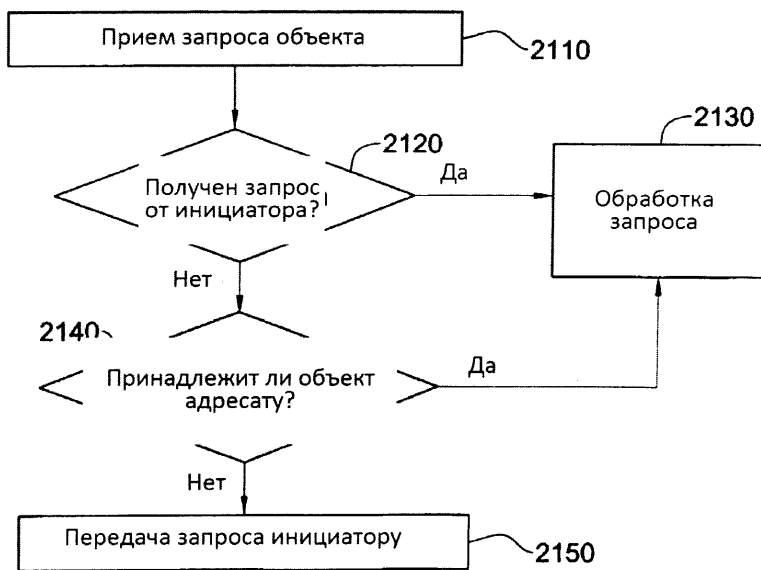 Прием запроса объекта
2110
2120
2130
Получен запрос
от инициатора?
Да
Обработка
запроса
Нет
2140
Принадлежит ли объект
адресату?
Да
Нет
Передача запроса инициатору
2150